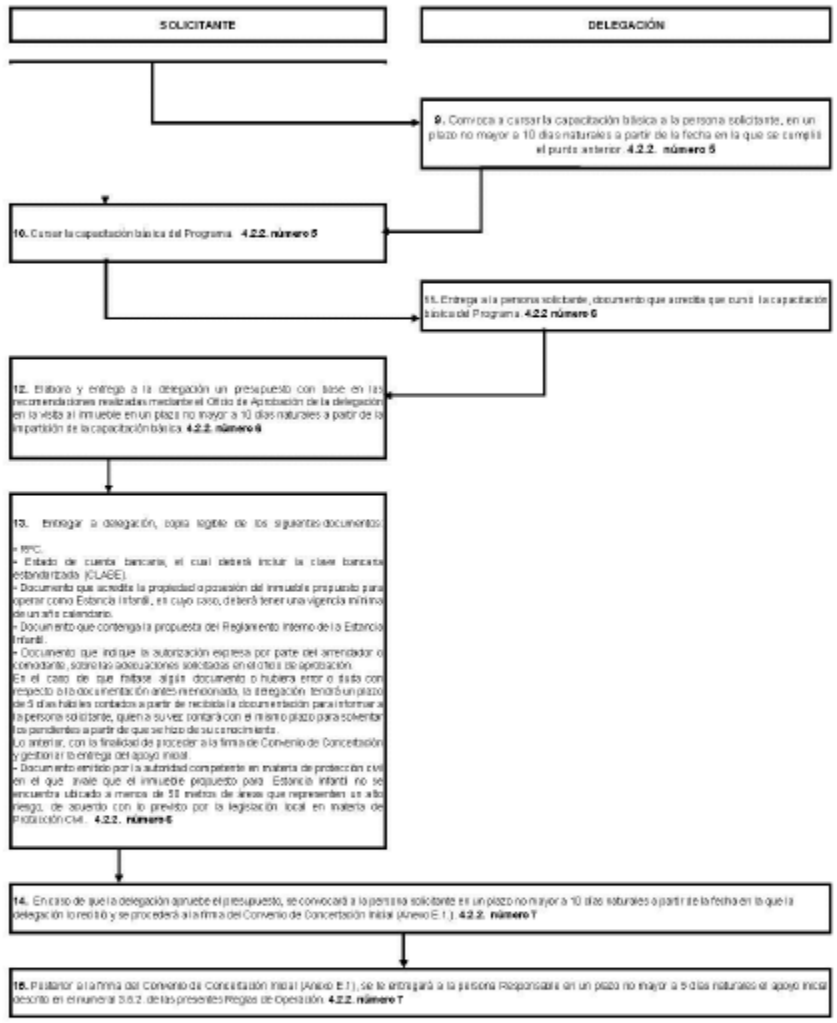 SOLICITANTE
DELEGACIÓN
9. Convoca a cursar la capacitación básica a la persona solicitante, en un
plazo no mayor a 10 días naturales a partir de la fecha en la que se cumplió
el punto anterior. 4.2.2. número 5
10. Cursar la capacitación básica del Programa. 4.2.2. número 5
11. Entrega a la persona solicitante, documento que acredita que cursó la capacitación
básica del Programa. 4.2.2 número 6
12. Elabora y entrega a la delegación un presupuesto con base en las
recomendaciones realizadas mediante el Oficio de Aprobación de la delegación
en la visita al inmueble en un plazo no mayor a 10 días naturales a partir de la
impartición de la capacitación básica. 4.2.2. número 6
13. Entregar a delegación, copia legible de los siguientes documentos:
- RFC.
- Estado de cuenta bancaria, el cual deberá incluir la clave bancaria
estandarizada (CLABE).
- Documento que acredite la propiedad o posesión del inmueble propuesto para
operar como Estancia Infantil, en cuyo caso, deberá tener una vigencia mínima
de un año calendario.
- Documento que contenga la propuesta del Reglamento Interno de la Estancia
Infantil.
- Documento que indique la autorización expresa por parte del arrendador o
comodante, sobre las adecuaciones solicitadas en el oficio de aprobación.
En el caso de que faltase algún documento o hubiera error o duda con
respecto a la documentación antes mencionada, la delegación tendrá un plazo
de 5 días hábiles contados a partir de recibida la documentación para informar a
la persona solicitante, quien a su vez contará con el mismo plazo para solventar
los pendientes a partir de que se hizo de su conocimiento.
Lo anterior, con la finalidad de proceder a la firma de Convenio de Concertación
y gestionar la entrega del apoyo inicial.
- Documento emitido por la autoridad competente en materia de protección civil
en el que avale que el inmueble propuesto para Estancia Infantil no se
encuentra ubicado a menos de 50 metros de áreas que representen un alto
riesgo, de acuerdo con lo previsto por la legislación local en materia de
Protección Civil. 4.2.2. número 6
14. En caso de que la delegación apruebe el presupuesto, se convocará a la persona solicitante en un plazo no mayor a 10 días naturales a partir de la fecha en la que la
delegación lo recibió y se procederá a la firma del Convenio de Concertación Inicial (Anexo E.1.). 4.2.2. número 7
15. Posterior a la firma del Convenio de Concertación Inicial (Anexo E.1), se le entregará a la persona Responsable en un plazo no mayor a 5 días naturales el apoyo inicial
descrito en el numeral 3.5.2. de las presentes Reglas de Operación. 4.2.2. número 7